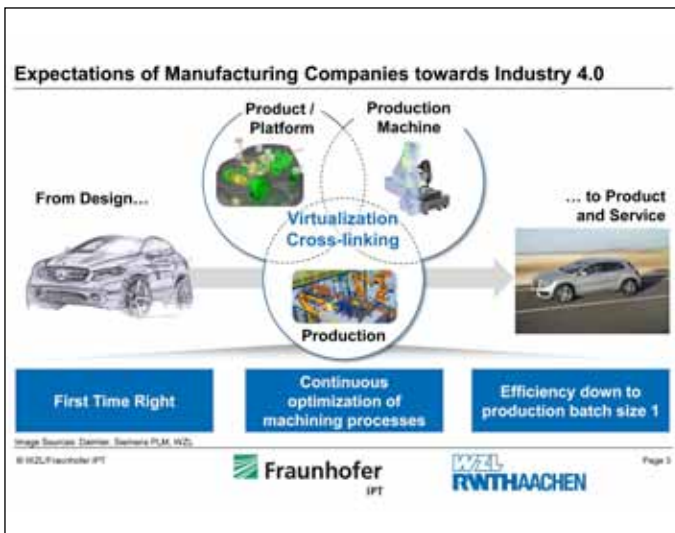 Expectations of Manufacturing Companies towards Industry 4.0
Product /
Platform
Production
Machine
From Design...
... to Product
and Service
Virtualization
Cross-linking
Production
First Time Right
Continuous
optimization of
machining processes
Efficiency down to
production batch size 1
Image Sources: Daimler, Siemens PLM, WZL
© WZL/Fraunhofer IPT
Fraunhofer
IPT
WZL
RWTHAACHEN
Page 3